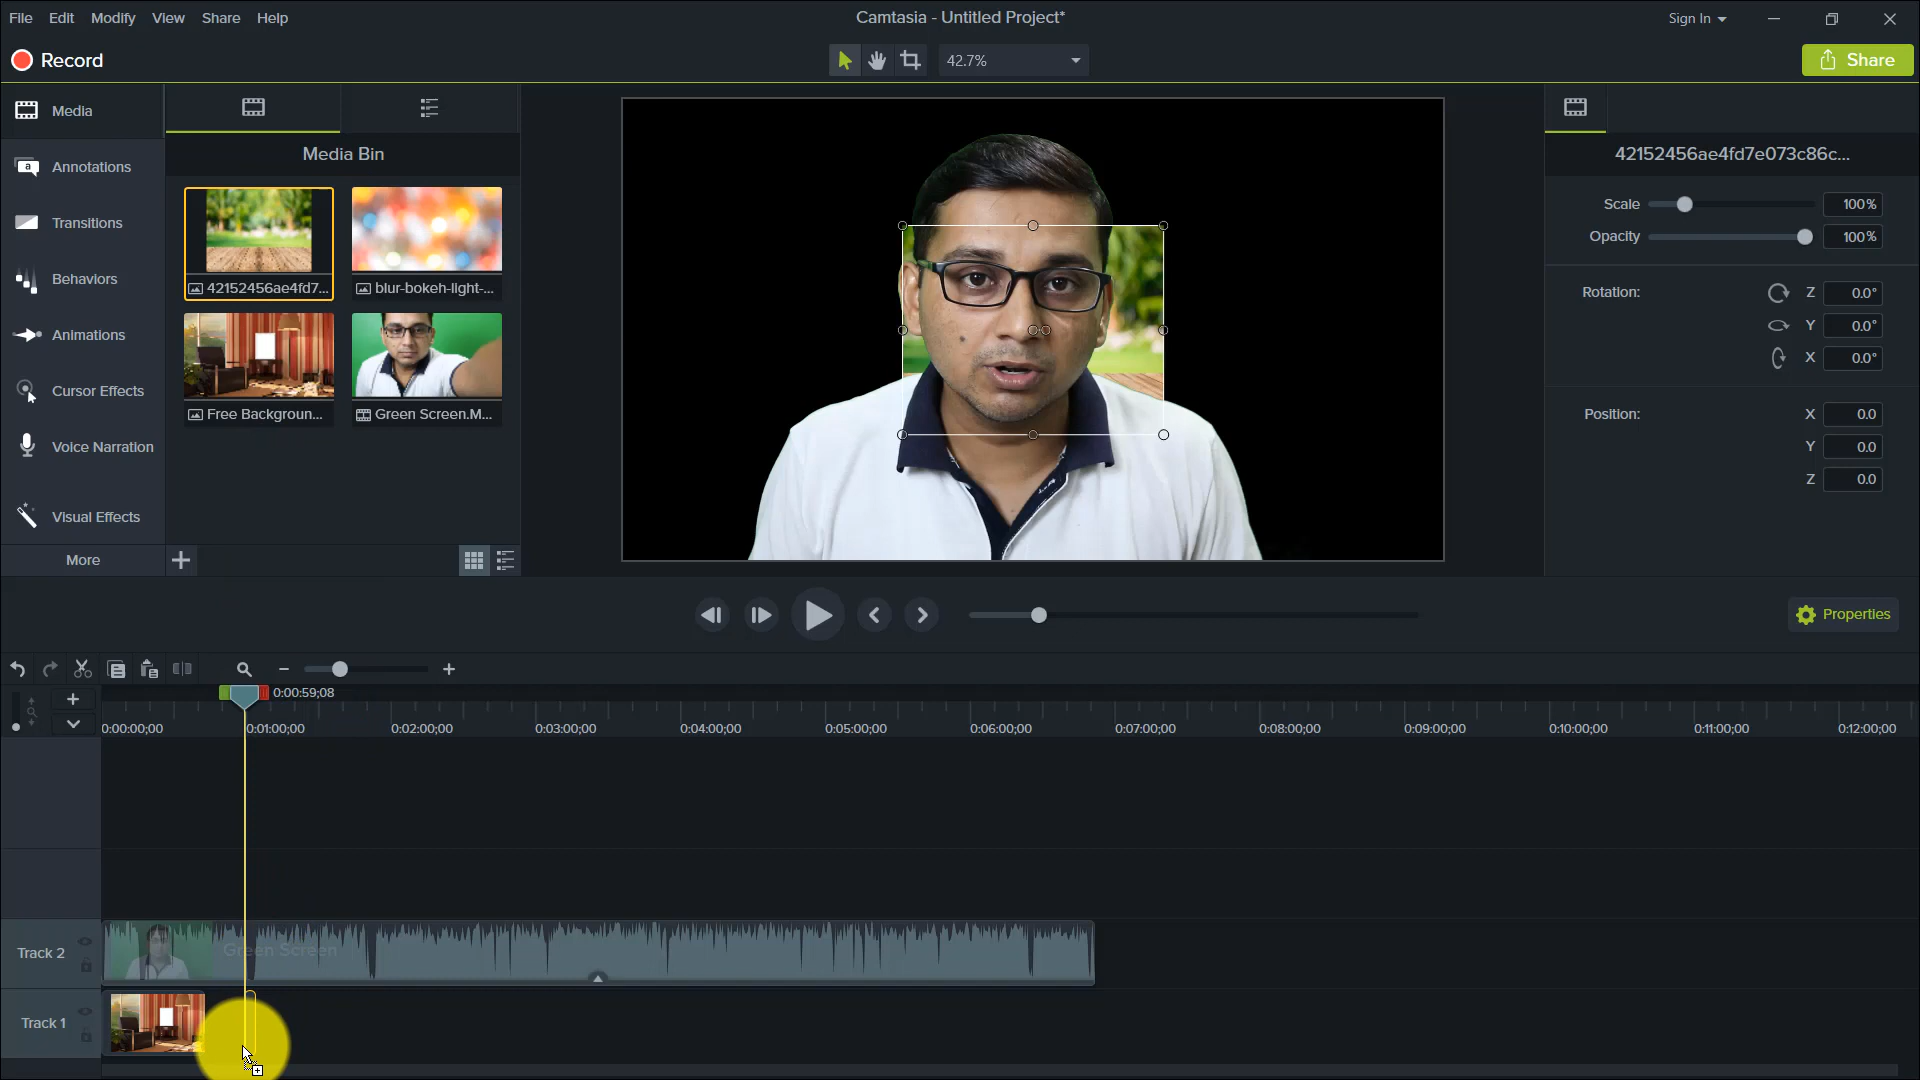 File Edit Modify View Share Help
Camtasia - Untitled Project*
Sign In
Record
42.7%
Share
Media
Annotations
Transitions
Behaviors
Animations
Cursor Effects
Voice Narration
Visual Effects
More
Media Bin
42152456ae4fd7...
blur-bokeh-light-...
Free Backgroun...
Green Screen.M...
42152456ae4fd7e073c86c...
Scale 100%
Opacity 100%
Rotation: Z 0.0°
Y 0.0°
X 0.0°
Position: X 0.0
Y 0.0
Z 0.0
Properties
0:00:59;08
0:00:00;00 0:01:00;00 0:02:00;00 0:03:00;00 0:04:00;00 0:05:00;00 0:06:00;00 0:07:00;00 0:08:00;00 0:09:00;00 0:10:00;00 0:11:00;00 0:12:00;00
Track 2
Green Screen
Track 1